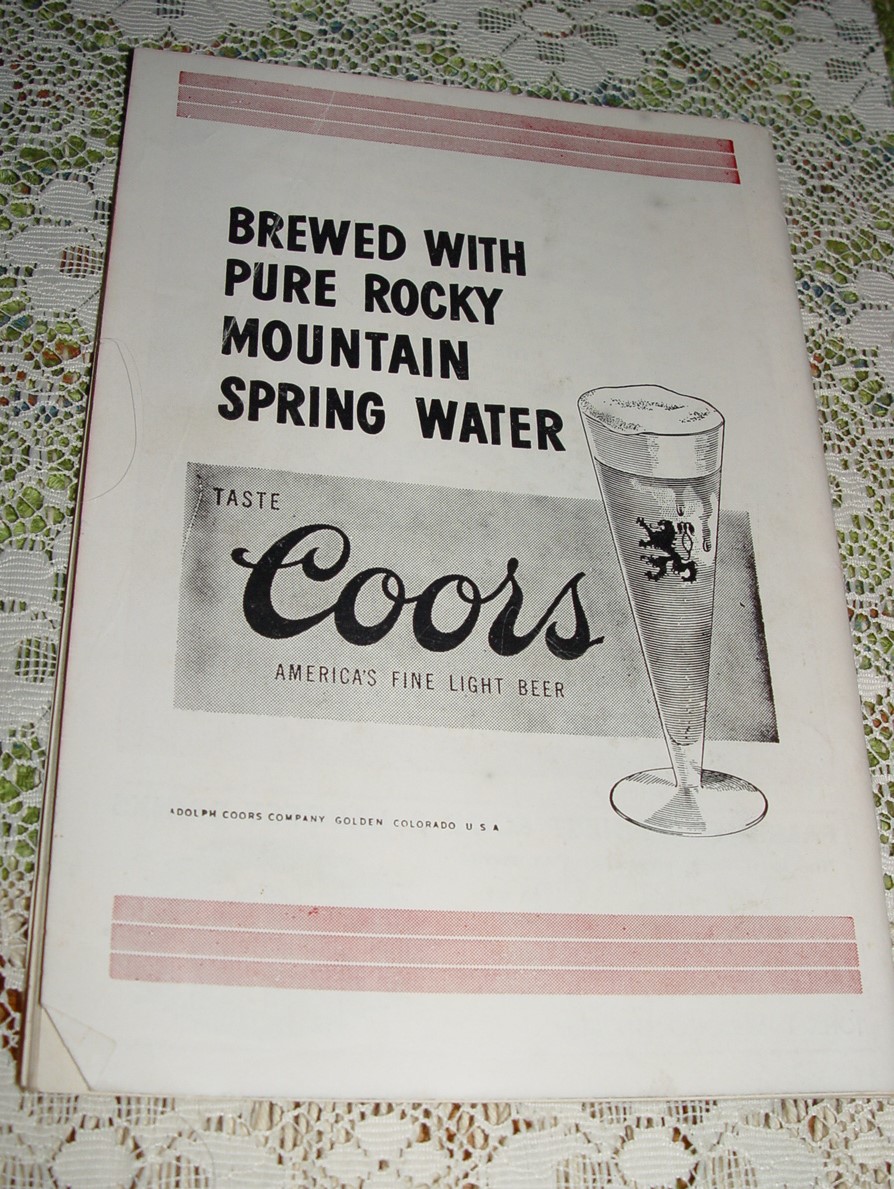 BREWED WITH
PURE ROCKY
MOUNTAIN
SPRING WATER
TASTE
Coors
AMERICA'S FINE LIGHT BEER
ADOLPH COORS COMPANY GOLDEN COLORADO U S A